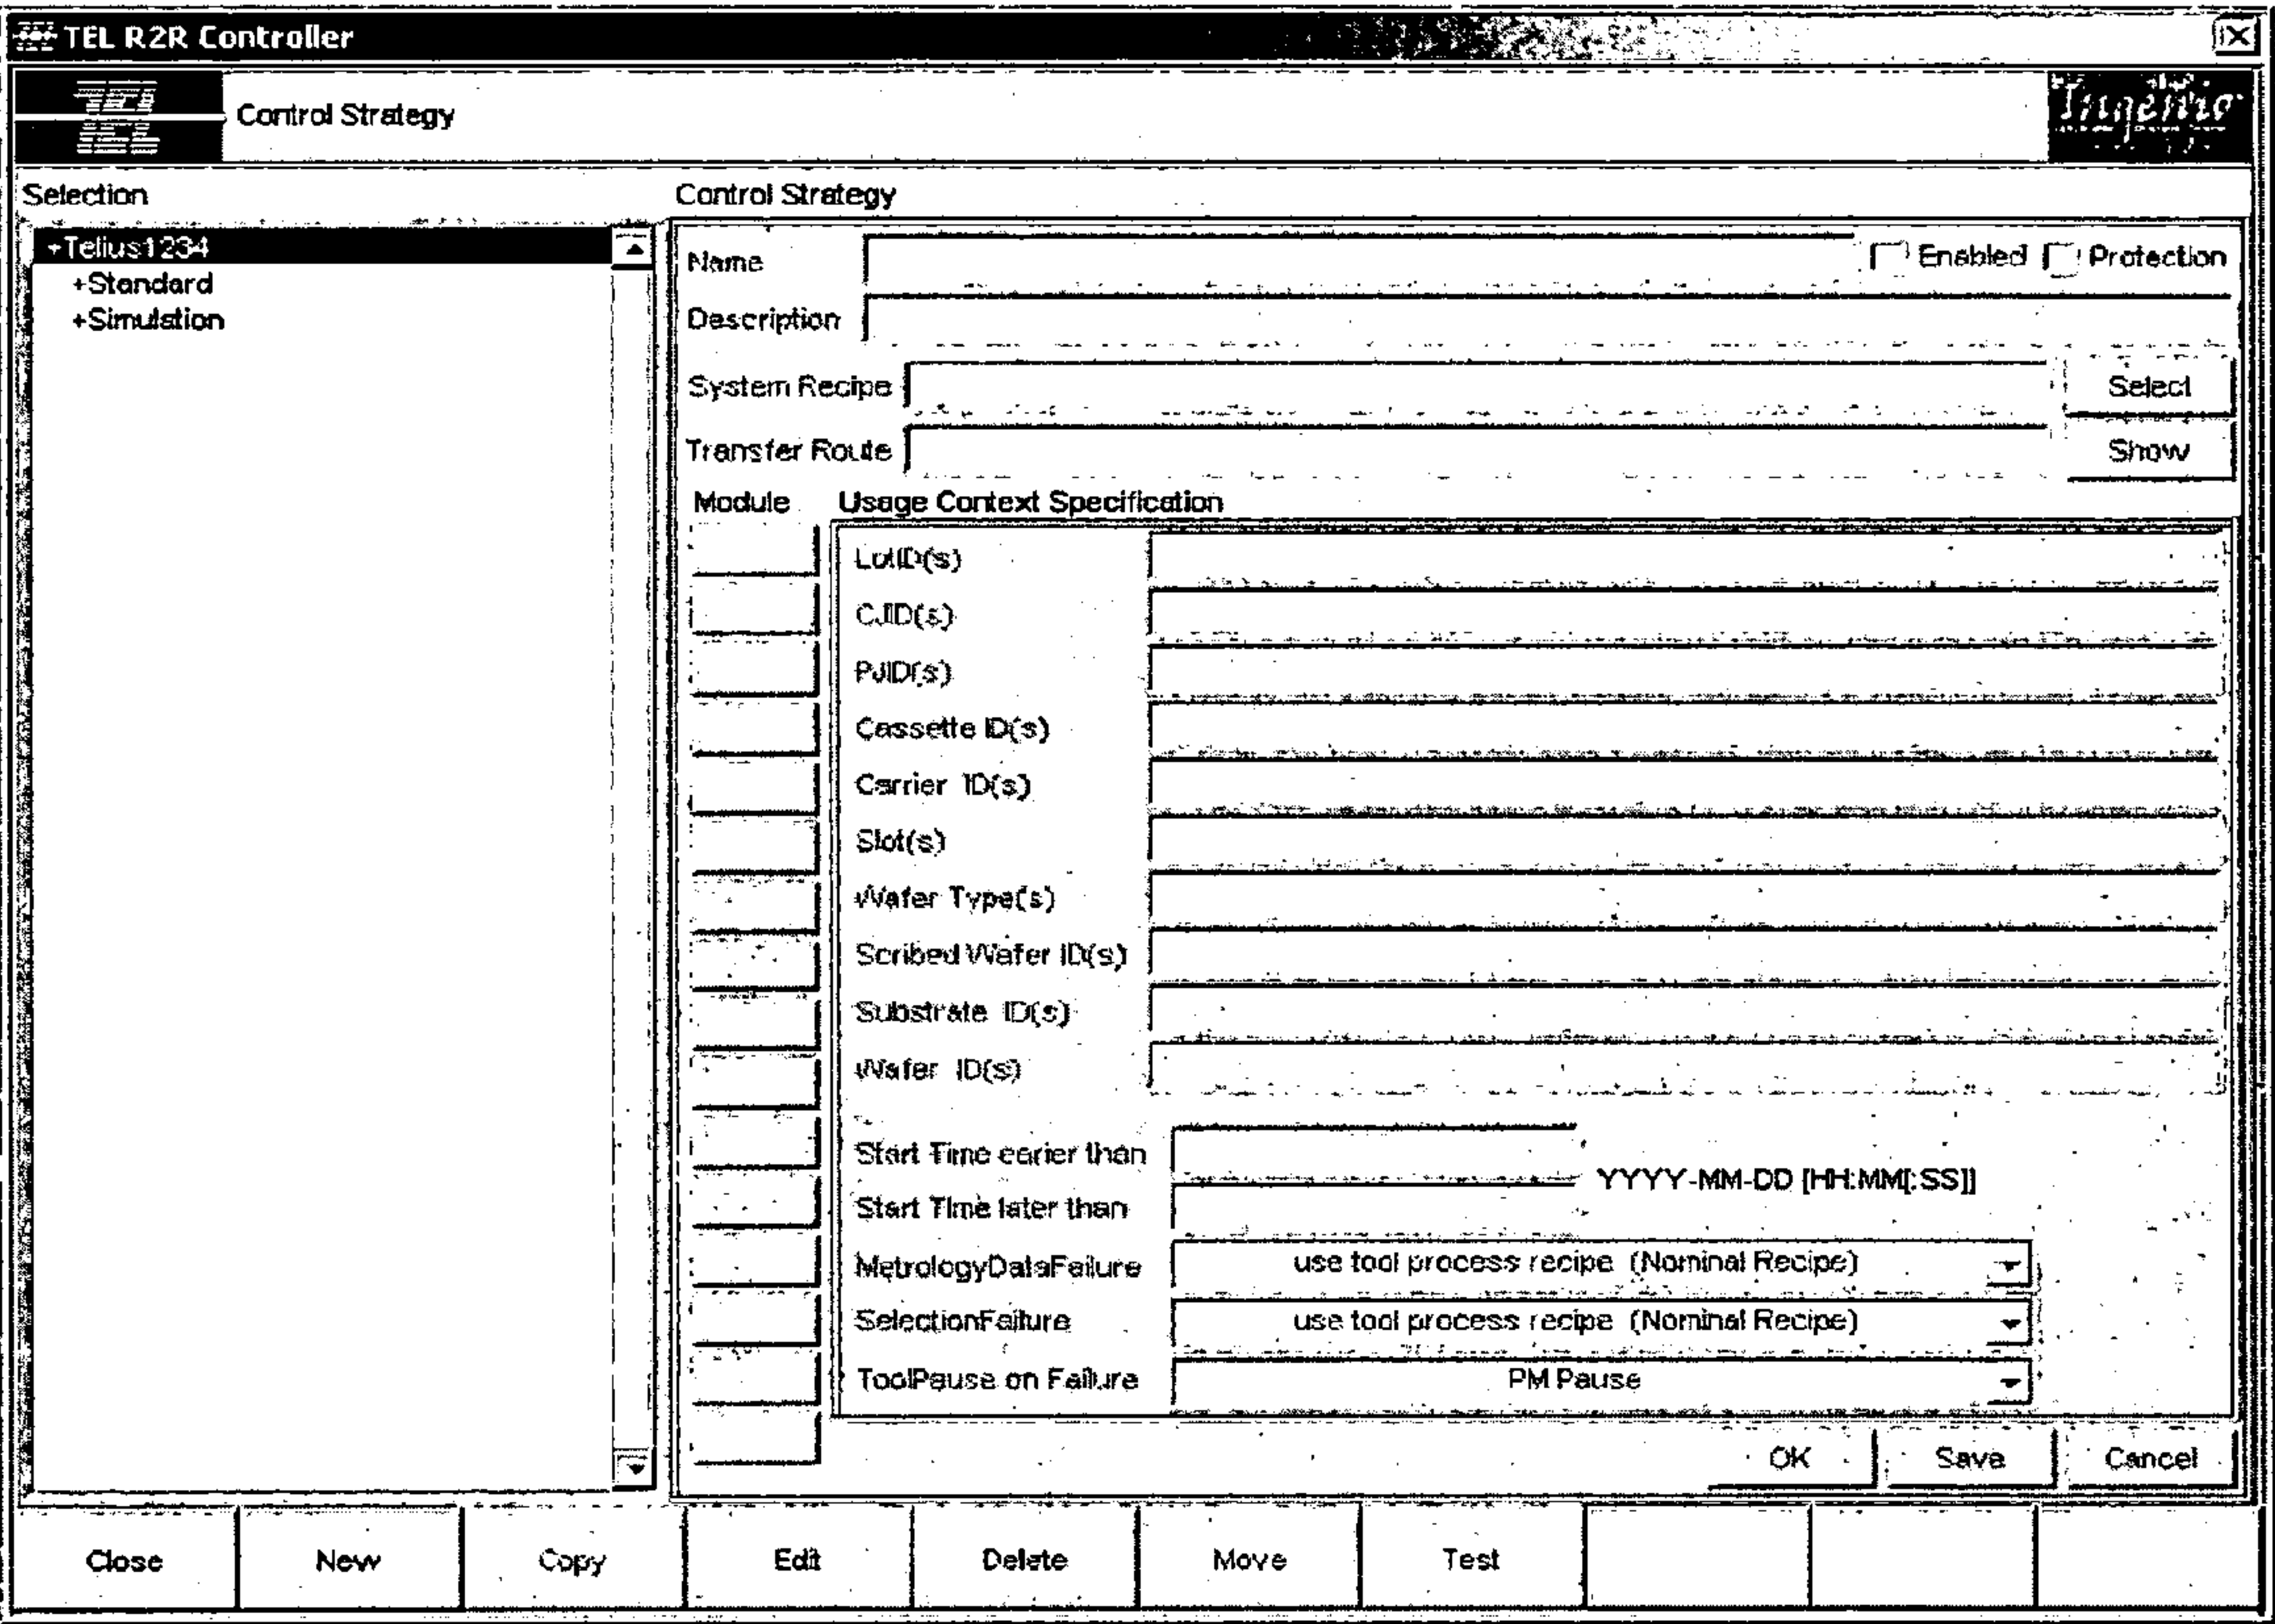 TEL R2R Controller
TEL
Control Strategy
Ingenio
Selection
Control Strategy
+Telius1234
+Standard
+Simulation
Name
Enabled
Protection
Description
System Recipe
Select
Transfer Route
Show
Module
Usage Context Specification
LotID(s)
CJID(s)
PJID(s)
Cassette ID(s)
Carrier ID(s)
Slot(s)
Wafer Type(s)
Scribed Wafer ID(s)
Substrate ID(s)
Wafer ID(s)
Start Time earier than
YYYY-MM-DD [HH:MM[:SS]]
Start Time later than
MetrologyDataFailure
use tool process recipe (Nominal Recipe)
SelectionFailure
use tool process recipe (Nominal Recipe)
ToolPause on Failure
PM Pause
OK
Save
Cancel
Close
New
Copy
Edit
Delete
Move
Test